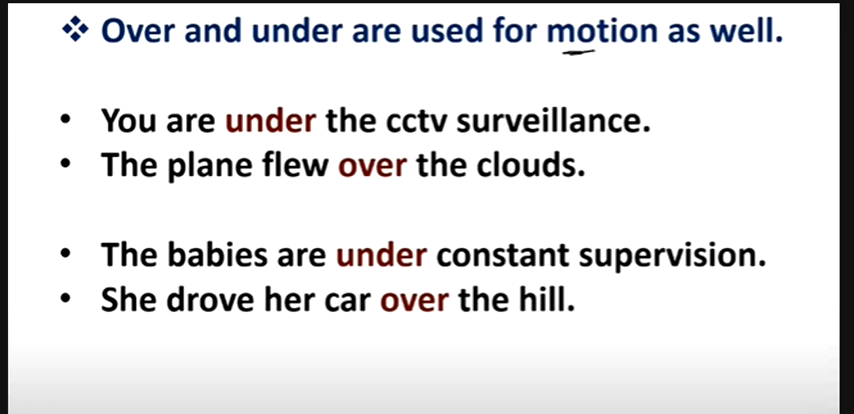 ❖ Over and under are used for motion as well.
• You are under the cctv surveillance.
• The plane flew over the clouds.
• The babies are under constant supervision.
• She drove her car over the hill.